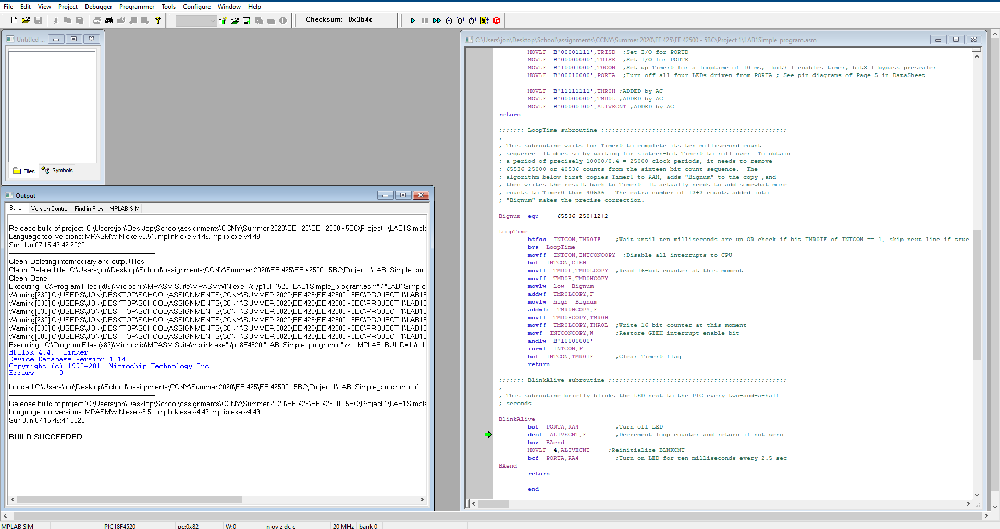 File Edit View Project Debugger Programmer Tools Configure Window Help
Checksum: 0x3b4c
Untitled ...
Files
Symbols
Output
Build Version Control Find in Files MPLAB SIM
Release build of project `C:\Users\jon\Desktop\School\assignments\CCNY\Summer 2020\EE 425\EE 42500 - 5BC\Project 1\LAB1Simple
Language tool versions: MPASMWIN.exe v5.51, mplink.exe v4.49, mplib.exe v4.49
Sun Jun 07 15:46:42 2020
Clean: Deleting intermediary and output files.
Clean: Deleted file "C:\Users\jon\Desktop\School\assignments\CCNY\Summer 2020\EE 425\EE 42500 - 5BC\Project 1\LAB1Simple_pro
Clean: Done.
Executing: "C:\Program Files (x86)\Microchip\MPASM Suite\MPASMWIN.exe" /q /p18F4520 "LAB1Simple_program.asm" /l"LAB1Simple
Warning[230] C:\USERS\JON\DESKTOP\SCHOOL\ASSIGNMENTS\CCNY\SUMMER 2020\EE 425\EE 42500 - 5BC\PROJECT 1\LAB1S
Warning[230] C:\USERS\JON\DESKTOP\SCHOOL\ASSIGNMENTS\CCNY\SUMMER 2020\EE 425\EE 42500 - 5BC\PROJECT 1\LAB1S
Warning[230] C:\USERS\JON\DESKTOP\SCHOOL\ASSIGNMENTS\CCNY\SUMMER 2020\EE 425\EE 42500 - 5BC\PROJECT 1\LAB1S
Warning[230] C:\USERS\JON\DESKTOP\SCHOOL\ASSIGNMENTS\CCNY\SUMMER 2020\EE 425\EE 42500 - 5BC\PROJECT 1\LAB1S
Warning[230] C:\USERS\JON\DESKTOP\SCHOOL\ASSIGNMENTS\CCNY\SUMMER 2020\EE 425\EE 42500 - 5BC\PROJECT 1\LAB1S
Warning[203] C:\USERS\JON\DESKTOP\SCHOOL\ASSIGNMENTS\CCNY\SUMMER 2020\EE 425\EE 42500 - 5BC\PROJECT 1\LAB1S
Executing: "C:\Program Files (x86)\Microchip\MPASM Suite\mplink.exe" /p18F4520 "LAB1Simple_program.o" /z__MPLAB_BUILD=1 /o"L
MPLINK 4.49, Linker
Device Database Version 1.14
Copyright (c) 1998-2011 Microchip Technology Inc.
Errors    : 0
Loaded C:\Users\jon\Desktop\School\assignments\CCNY\Summer 2020\EE 425\EE 42500 - 5BC\Project 1\LAB1Simple_program.cof.
Release build of project `C:\Users\jon\Desktop\School\assignments\CCNY\Summer 2020\EE 425\EE 42500 - 5BC\Project 1\LAB1Simple
Language tool versions: MPASMWIN.exe v5.51, mplink.exe v4.49, mplib.exe v4.49
Sun Jun 07 15:46:44 2020
BUILD SUCCEEDED
C:\Users\jon\Desktop\School\assignments\CCNY\Summer 2020\EE 425\EE 42500 - 5BC\Project 1\LAB1Simple_program.asm
MOVLF  B'00001111',TRISD  ;Set I/O for PORTD
MOVLF  B'00000000',TRISE  ;Set I/O for PORTE
MOVLF  B'10001000',T0CON  ;Set up Timer0 for a looptime of 10 ms;  bit7=1 enables timer; bit3=1 bypass prescaler
MOVLF  B'00010000',PORTA  ;Turn off all four LEDs driven from PORTA ; See pin diagrams of Page 5 in DataSheet
MOVLF  B'11111111',TMR0H ;ADDED by AC
MOVLF  B'00000000',TMR0L ;ADDED by AC
MOVLF  B'00000100',ALIVECNT ;ADDED by AC
return
;;;;;;; LoopTime subroutine ;;;;;;;;;;;;;;;;;;;;;;;;;;;;;;;;;;;;;;;;;;;;;;;;;;;
;
; This subroutine waits for Timer0 to complete its ten millisecond count
; sequence. It does so by waiting for sixteen-bit Timer0 to roll over. To obtain
; a period of precisely 10000/0.4 = 25000 clock periods, it needs to remove
; 65536-25000 or 40536 counts from the sixteen-bit count sequence.  The
; algorithm below first copies Timer0 to RAM, adds "Bignum" to the copy ,and
; then writes the result back to Timer0. It actually needs to add somewhat more
; counts to Timer0 than 40536.  The extra number of 12+2 counts added into
; "Bignum" makes the precise correction.
Bignum  equ     65536-250+12+2
LoopTime
btfss  INTCON,TMR0IF    ;Wait until ten milliseconds are up OR check if bit TMR0IF of INTCON == 1, skip next line if true
bra  LoopTime
movff  INTCON,INTCONCOPY  ;Disable all interrupts to CPU
bcf  INTCON,GIEH
movff  TMR0L,TMR0LCOPY  ;Read 16-bit counter at this moment
movff  TMR0H,TMR0HCOPY
movlw  low  Bignum
addwf  TMR0LCOPY,F
movlw  high  Bignum
addwfc  TMR0HCOPY,F
movff  TMR0HCOPY,TMR0H
movff  TMR0LCOPY,TMR0L  ;Write 16-bit counter at this moment
movf  INTCONCOPY,W      ;Restore GIEH interrupt enable bit
andlw  B'10000000'
iorwf  INTCON,F
bcf  INTCON,TMR0IF      ;Clear Timer0 flag
return
;;;;;;; BlinkAlive subroutine ;;;;;;;;;;;;;;;;;;;;;;;;;;;;;;;;;;;;;;;;;;;;;;;;;
;
; This subroutine briefly blinks the LED next to the PIC every two-and-a-half
; seconds.
BlinkAlive
bsf  PORTA,RA4          ;Turn off LED
decf  ALIVECNT,F        ;Decrement loop counter and return if not zero
bnz  BAend
MOVLF  4,ALIVECNT     ;Reinitialize BLNKCNT
bcf  PORTA,RA4          ;Turn on LED for ten milliseconds every 2.5 sec
BAend
return
end
MPLAB SIM PIC18F4520 pc:0x82 W:0 n ov z dc c 20 MHz bank 0